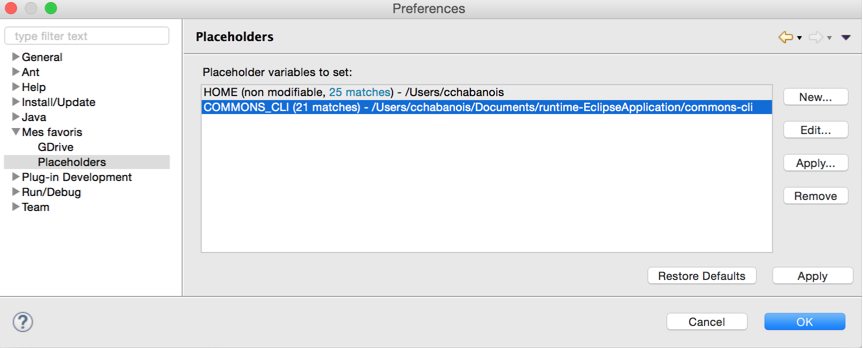 Preferences
type filter text
General
Ant
Help
Install/Update
Java
Mes favoris
GDrive
Placeholders
Plug-in Development
Run/Debug
Team
Placeholders
Placeholder variables to set:
HOME (non modifiable, 25 matches) - /Users/cchabanois
COMMONS_CLI (21 matches) - /Users/cchabanois/Documents/runtime-EclipseApplication/commons-cli
New...
Edit...
Apply...
Remove
Restore Defaults
Apply
?
Cancel
OK